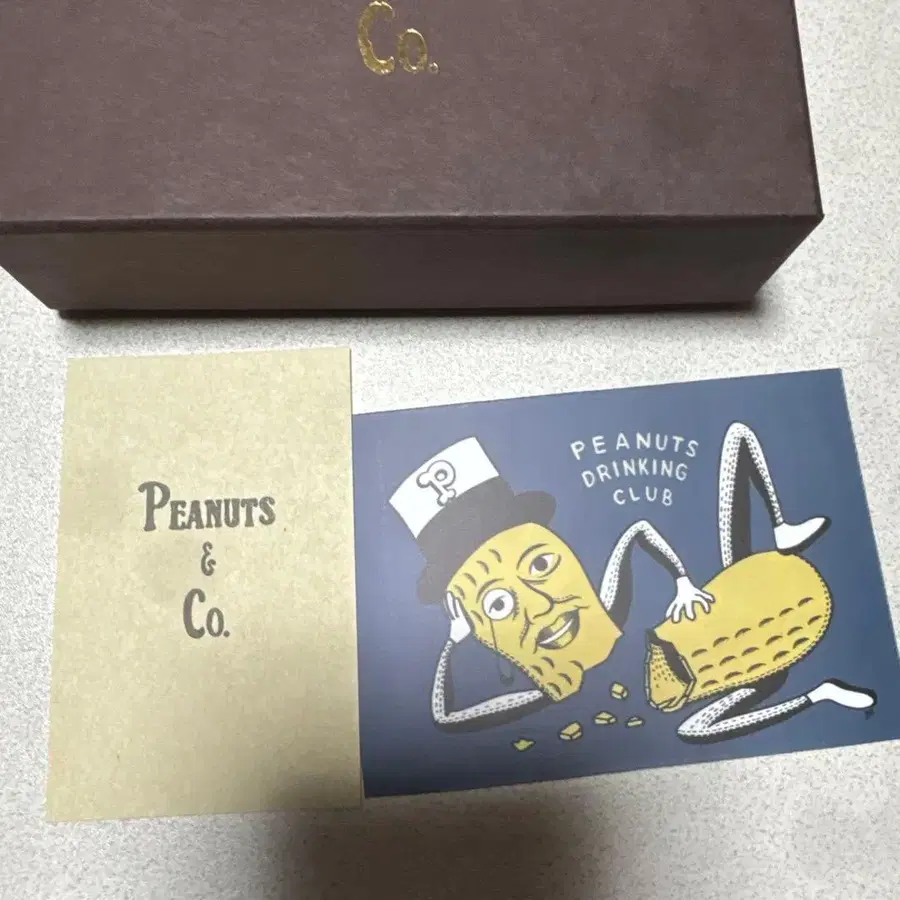 Co.
PEANUTS
&
Co.
P
PEANUTS
DRINKING
CLUB